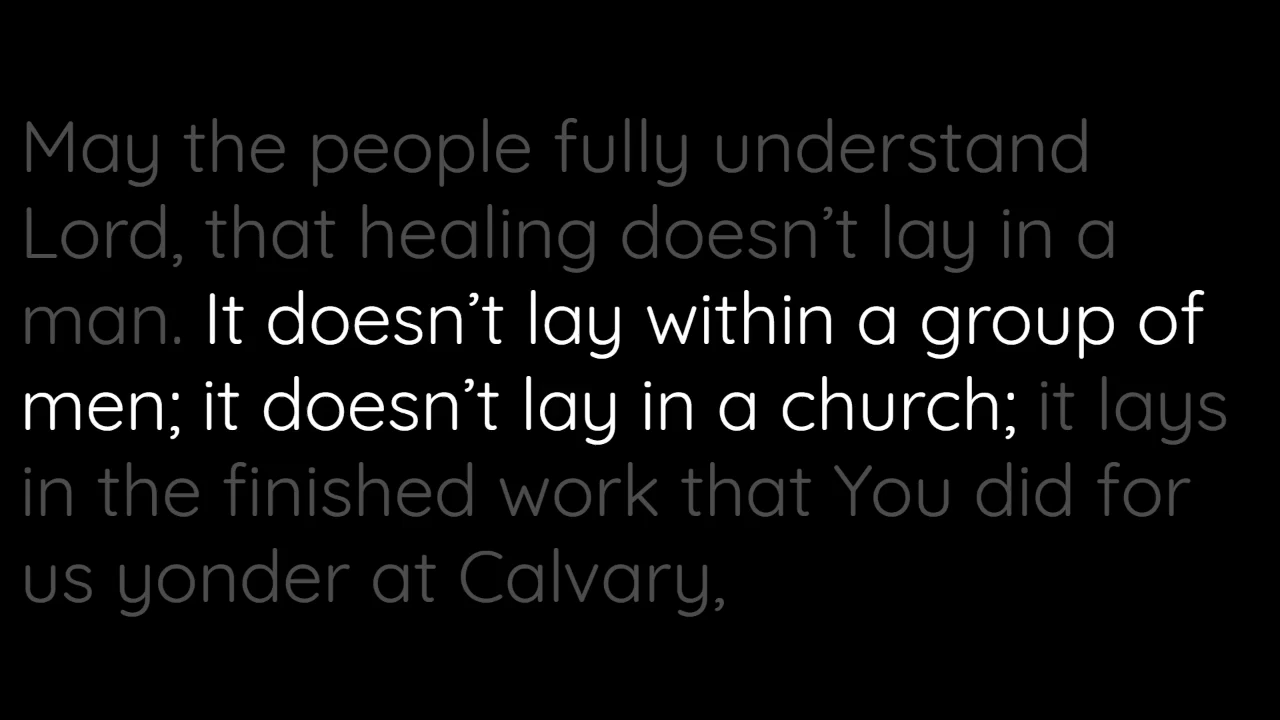 May the people fully understand
Lord, that healing doesn’t lay in a
man. It doesn’t lay within a group of
men; it doesn’t lay in a church; it lays
in the finished work that You did for
us yonder at Calvary,